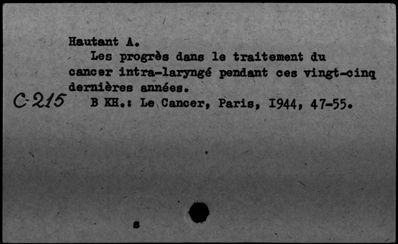 Hautant A.
Les progrès dans le traitement du
cancer intra-laryngé pendant ces vingt-cinq
dernières années.
C-215
B KH.: Le Cancer, Paris, 1944, 47-55.
s